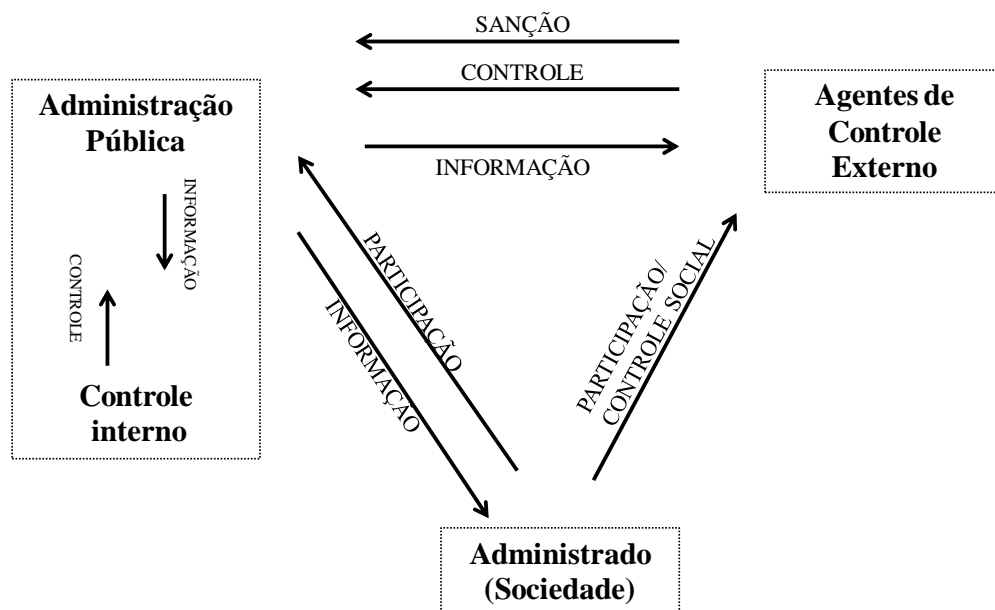 SANÇÃO
CONTROLE
INFORMAÇÃO
Administração
Pública
INFORMAÇÃO
CONTROLE
Controle
interno
Agentes de
Controle
Externo
PARTICIPAÇÃO
INFORMAÇÃO
PARTICIPAÇÃO/
CONTROLE SOCIAL
Administrado
(Sociedade)